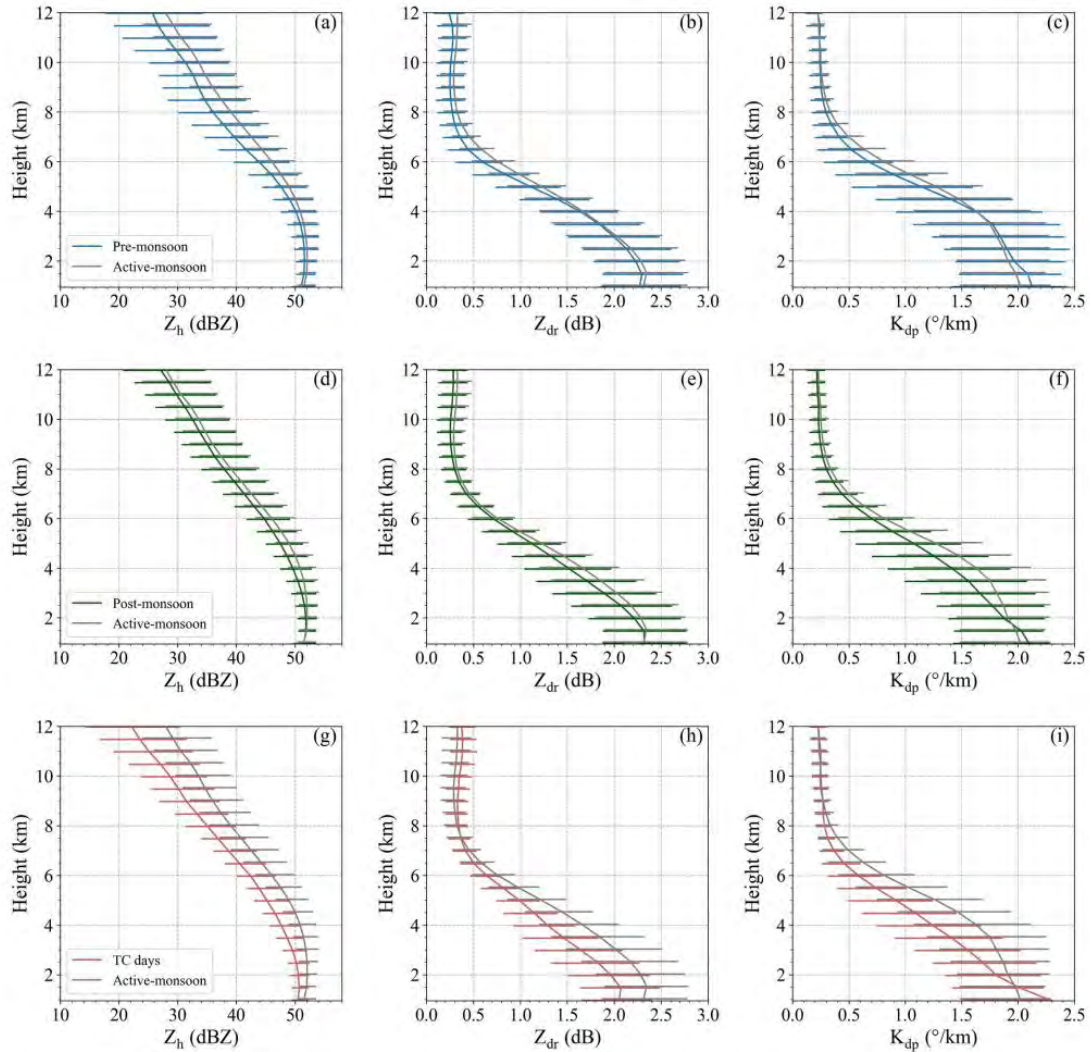 (a)
12
10
8
6
4
2
Height (km)
Pre-monsoon
Active-monsoon
10 20 30 40 50
Zh (dBZ)
(b)
12
10
8
6
4
2
Height (km)
0.0 0.5 1.0 1.5 2.0 2.5 3.0
Zdr (dB)
(c)
12
10
8
6
4
2
Height (km)
0.0 0.5 1.0 1.5 2.0 2.5
Kdp (°/km)
(d)
12
10
8
6
4
2
Height (km)
Post-monsoon
Active-monsoon
10 20 30 40 50
Zh (dBZ)
(e)
12
10
8
6
4
2
Height (km)
0.0 0.5 1.0 1.5 2.0 2.5 3.0
Zdr (dB)
(f)
12
10
8
6
4
2
Height (km)
0.0 0.5 1.0 1.5 2.0 2.5
Kdp (°/km)
(g)
12
10
8
6
4
2
Height (km)
TC days
Active-monsoon
10 20 30 40 50
Zh (dBZ)
(h)
12
10
8
6
4
2
Height (km)
0.0 0.5 1.0 1.5 2.0 2.5 3.0
Zdr (dB)
(i)
12
10
8
6
4
2
Height (km)
0.0 0.5 1.0 1.5 2.0 2.5
Kdp (°/km)